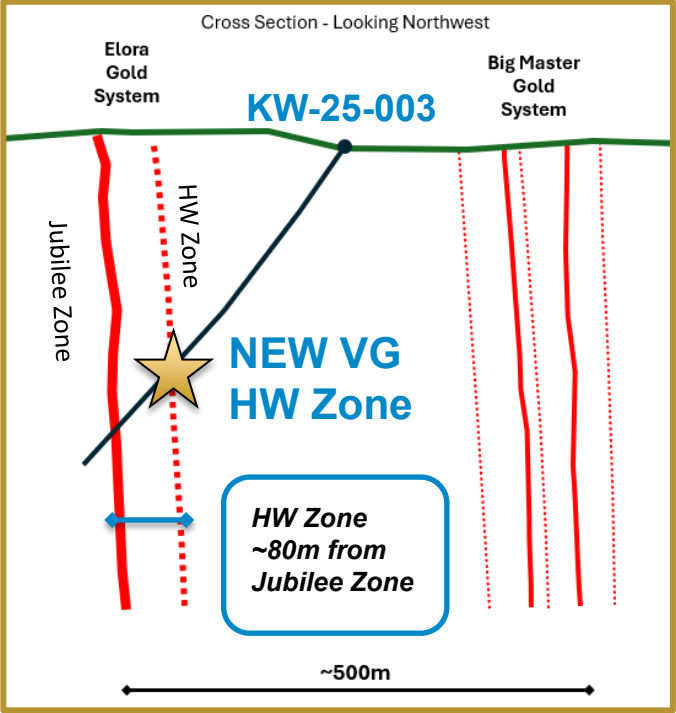 Cross Section - Looking Northwest
Elora
Gold
System
Big Master
Gold
System
KW-25-003
HW Zone
Jubilee Zone
NEW VG
HW Zone
HW Zone
~80m from
Jubilee Zone
~500m